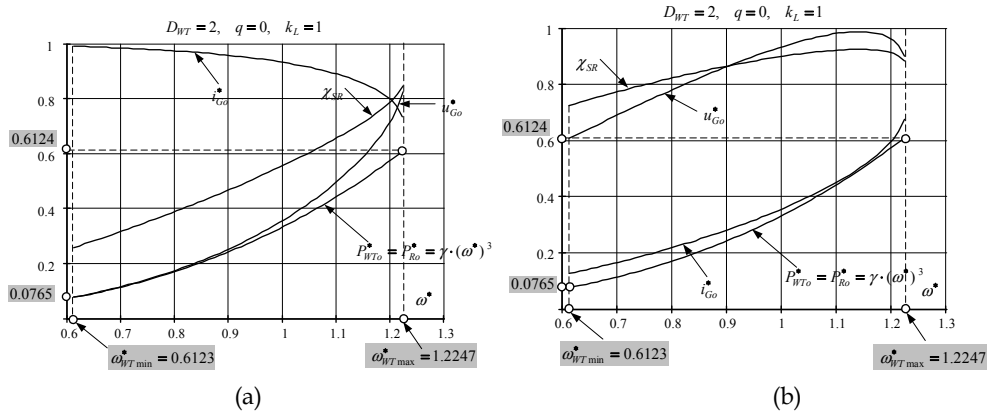 D_WT = 2, q = 0, k_L = 1
1
0.8
0.6
0.4
0.2
0.6124
0.0765
0.6 0.7 0.8 0.9 1 1.1 1.2 1.3
i*_Go
χ_SR
u*_Go
P*_WTo = P*_Ro = γ·(ω*)³
ω*
ω*_WT min = 0.6123
ω*_WT max = 1.2247
(a)
D_WT = 2, q = 0, k_L = 1
1
0.8
0.6
0.4
0.2
0.6124
0.0765
0.6 0.7 0.8 0.9 1 1.1 1.2 1.3
χ_SR
u*_Go
P*_WTo = P*_Ro = γ·(ω*)³
i*_Go
ω*
ω*_WT min = 0.6123
ω*_WT max = 1.2247
(b)